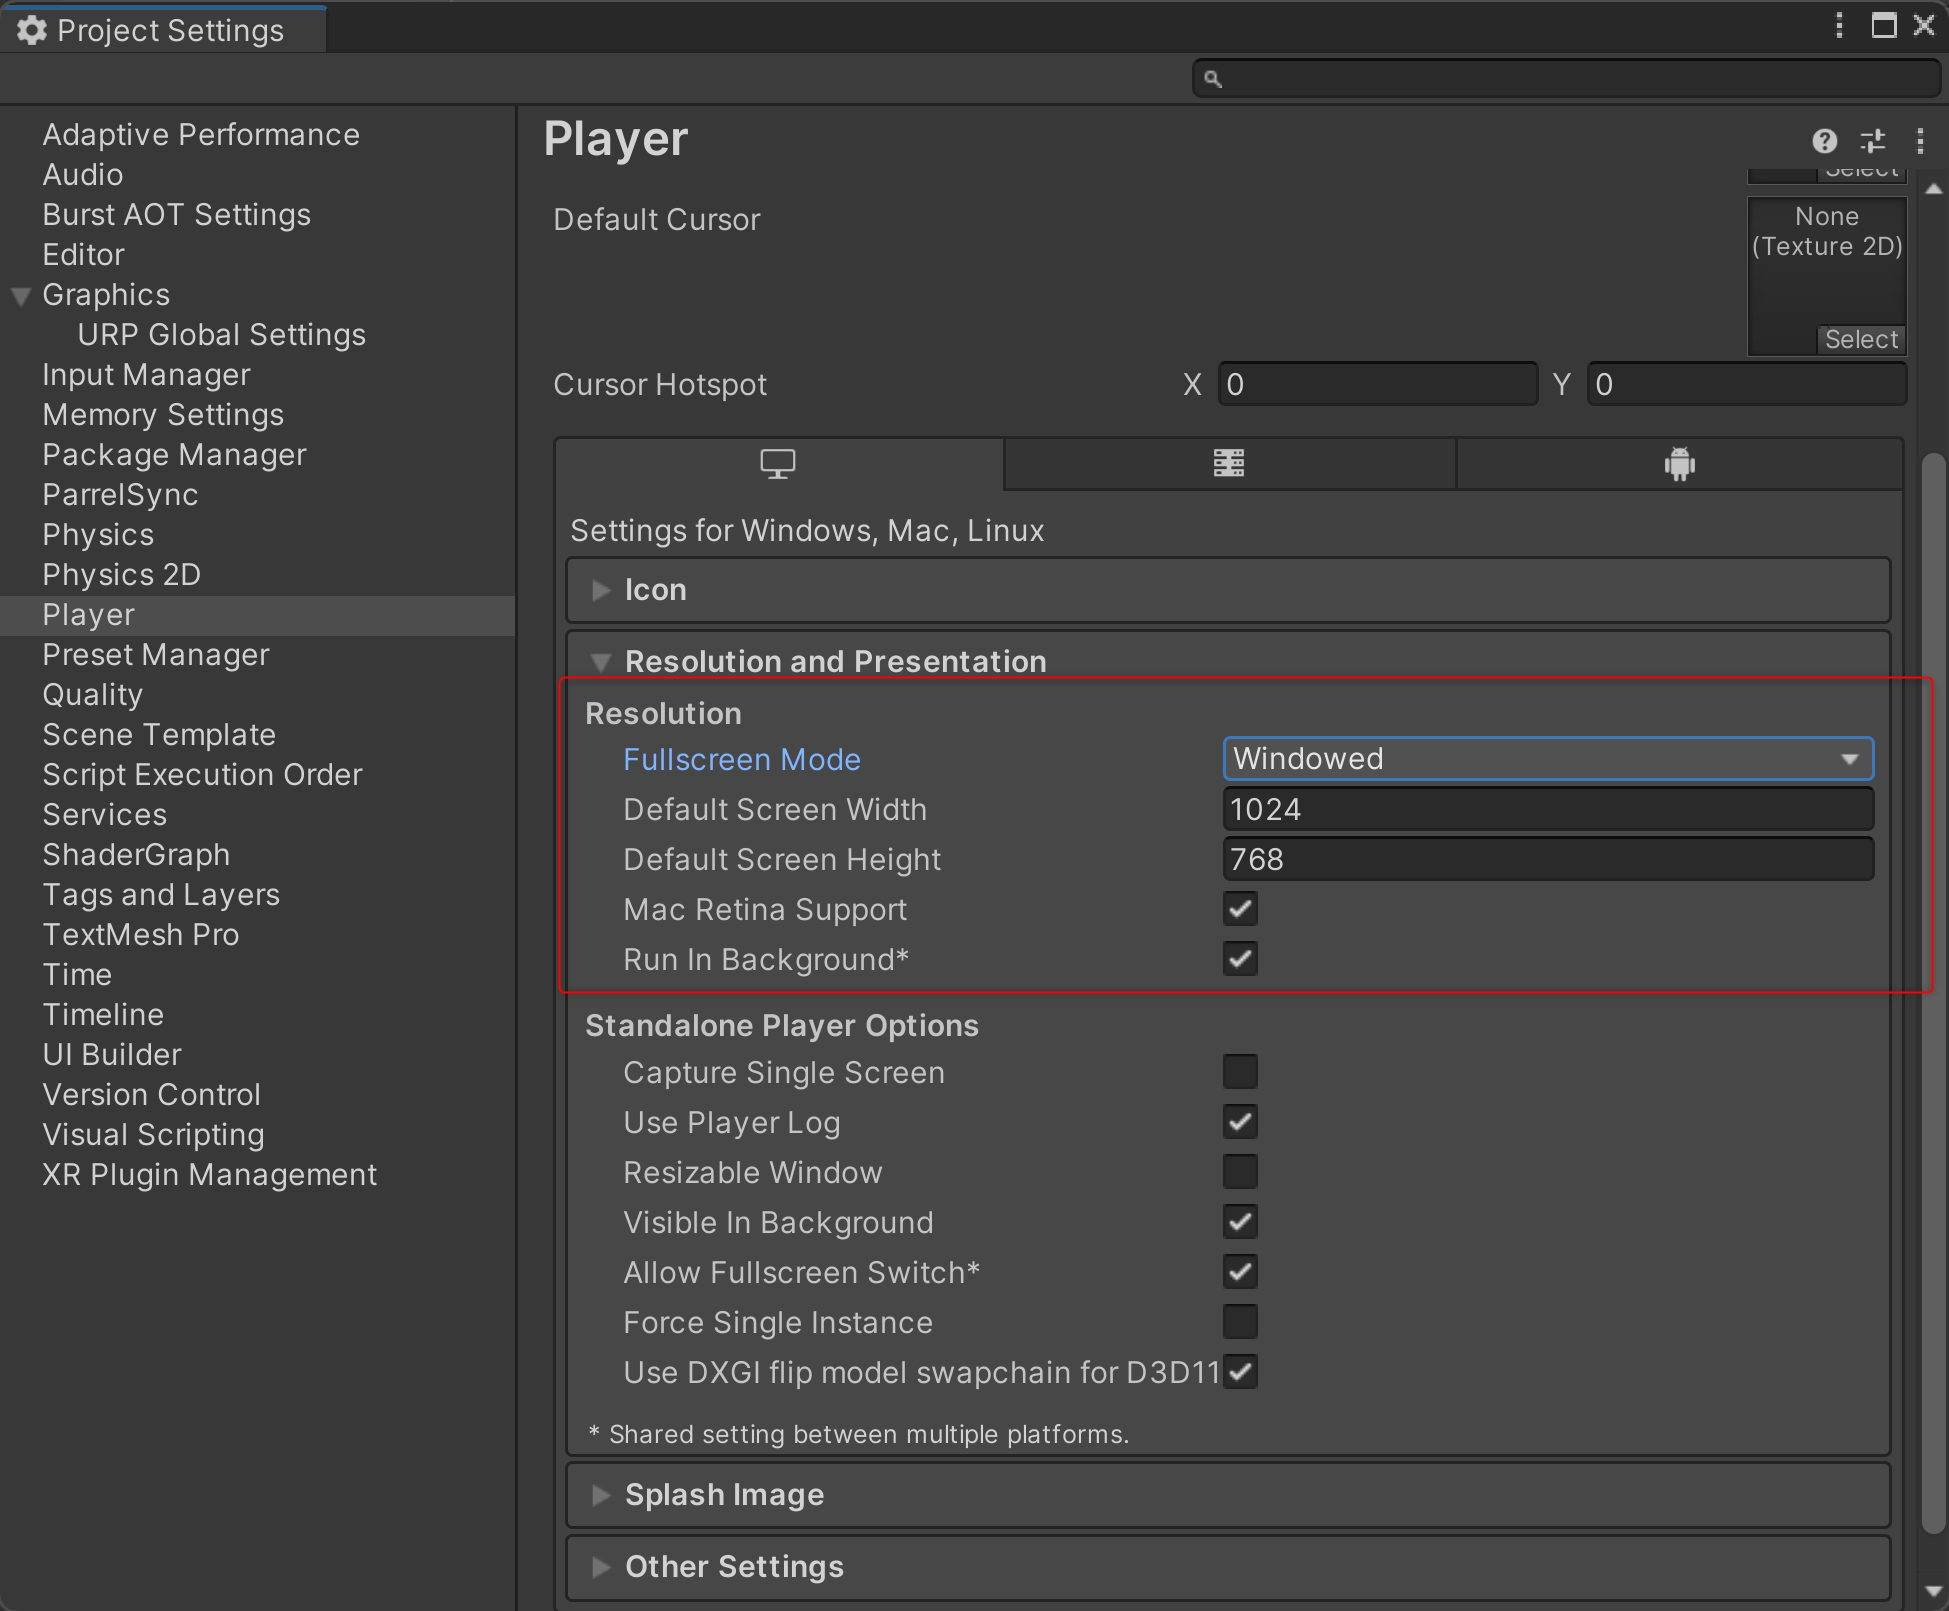 Project Settings
Adaptive Performance
Audio
Burst AOT Settings
Editor
Graphics
URP Global Settings
Input Manager
Memory Settings
Package Manager
ParrelSync
Physics
Physics 2D
Player
Preset Manager
Quality
Scene Template
Script Execution Order
Services
ShaderGraph
Tags and Layers
TextMesh Pro
Time
Timeline
UI Builder
Version Control
Visual Scripting
XR Plugin Management
Player
Select
Default Cursor
None
(Texture 2D)
Select
Cursor Hotspot X 0 Y 0
Settings for Windows, Mac, Linux
Icon
Resolution and Presentation
Resolution
Fullscreen Mode Windowed
Default Screen Width 1024
Default Screen Height 768
Mac Retina Support
Run In Background*
Standalone Player Options
Capture Single Screen
Use Player Log
Resizable Window
Visible In Background
Allow Fullscreen Switch*
Force Single Instance
Use DXGI flip model swapchain for D3D11
* Shared setting between multiple platforms.
Splash Image
Other Settings